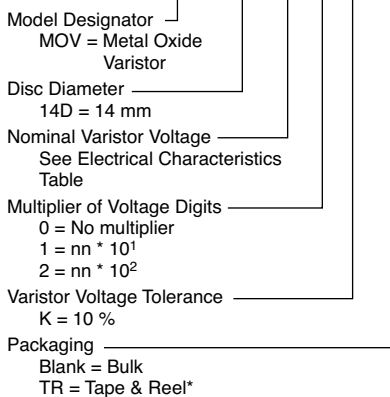 Model Designator
MOV = Metal Oxide
Varistor
Disc Diameter
14D = 14 mm
Nominal Varistor Voltage
See Electrical Characteristics
Table
Multiplier of Voltage Digits
0 = No multiplier
1 = nn * 10¹
2 = nn * 10²
Varistor Voltage Tolerance
K = 10 %
Packaging
Blank = Bulk
TR = Tape & Reel*